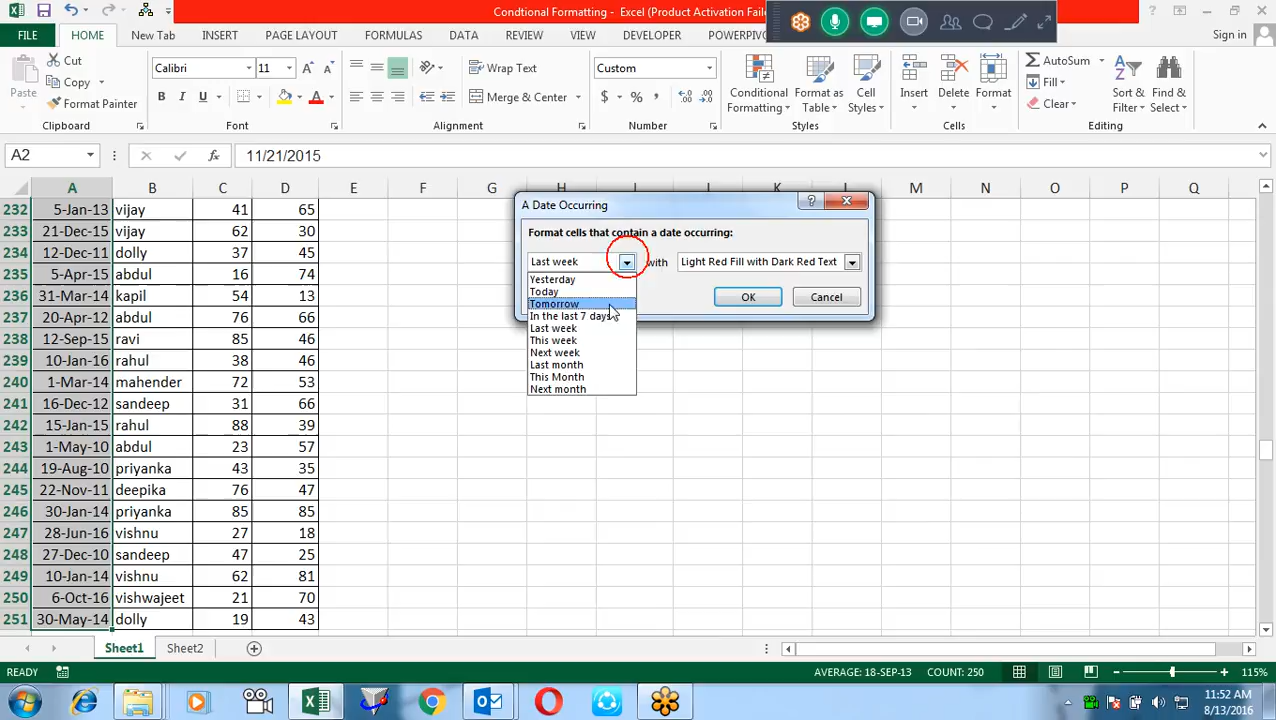 Condtional Formatting - Excel (Product Activation Faile
FILE HOME New Tab INSERT PAGE LAYOUT FORMULAS DATA REVIEW VIEW DEVELOPER POWERPIVOT Sign in
Cut
Copy
Format Painter
Paste
Clipboard
Calibri 11
B I U
Font
Wrap Text
Merge & Center
Alignment
Custom
$ % ,
Number
Conditional Formatting
Format as Table
Cell Styles
Styles
Insert Delete Format
Cells
AutoSum
Fill
Clear
Sort & Filter
Find & Select
Editing
A2 fx 11/21/2015
A B C D E F G H I J K L M N O P Q
232 5-Jan-13 vijay 41 65
233 21-Dec-15 vijay 62 30
234 12-Dec-11 dolly 37 45
235 5-Apr-15 abdul 16 74
236 31-Mar-14 kapil 54 13
237 20-Apr-12 abdul 76 66
238 12-Sep-15 ravi 85 46
239 10-Jan-16 rahul 38 46
240 1-Mar-14 mahender 72 53
241 16-Dec-12 sandeep 31 66
242 15-Jan-15 rahul 88 39
243 1-May-10 abdul 23 57
244 19-Aug-10 priyanka 43 35
245 22-Nov-11 deepika 76 47
246 30-Jan-14 priyanka 85 85
247 28-Jun-16 vishnu 27 18
248 27-Dec-10 sandeep 47 25
249 10-Jan-14 vishnu 62 81
250 6-Oct-16 vishwajeet 21 70
251 30-May-14 dolly 19 43
A Date Occurring
Format cells that contain a date occurring:
Last week with Light Red Fill with Dark Red Text
OK Cancel
Yesterday
Today
Tomorrow
In the last 7 days
Last week
This week
Next week
Last month
This Month
Next month
Sheet1 Sheet2
READY AVERAGE: 18-SEP-13 COUNT: 250 115%
11:52 AM
8/13/2016